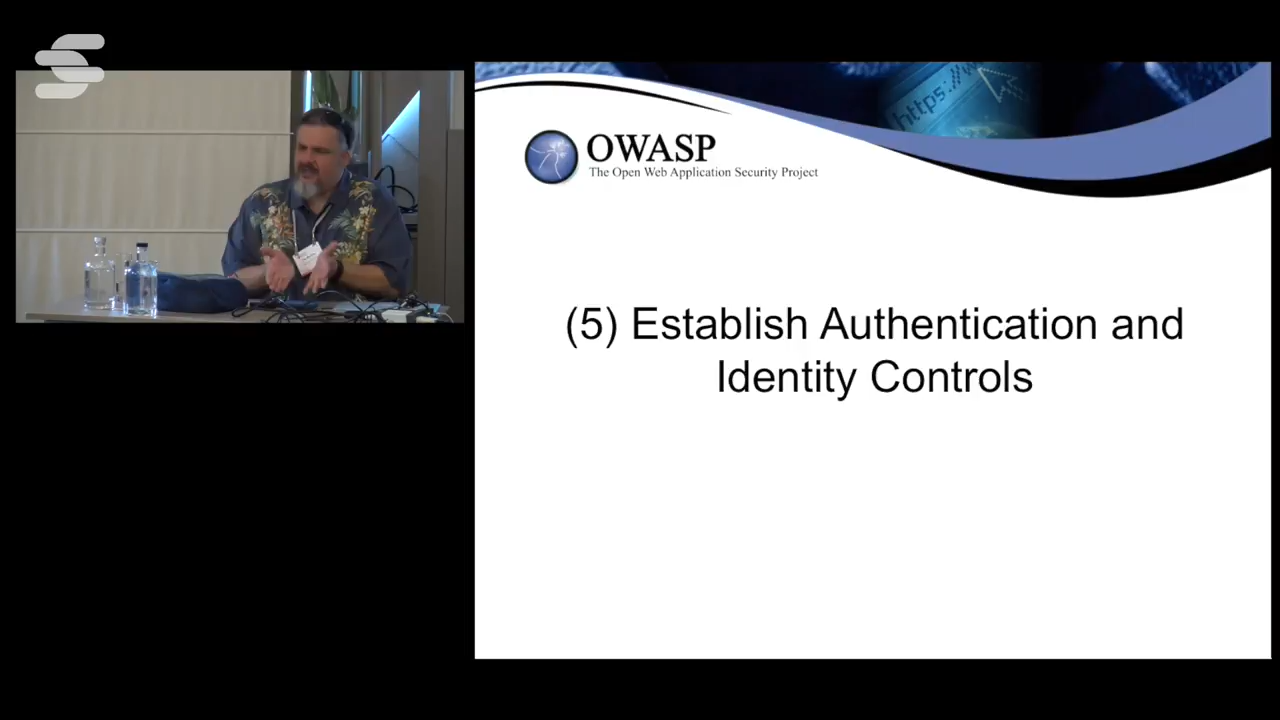 https://w
OWASP
The Open Web Application Security Project
(5) Establish Authentication and
Identity Controls